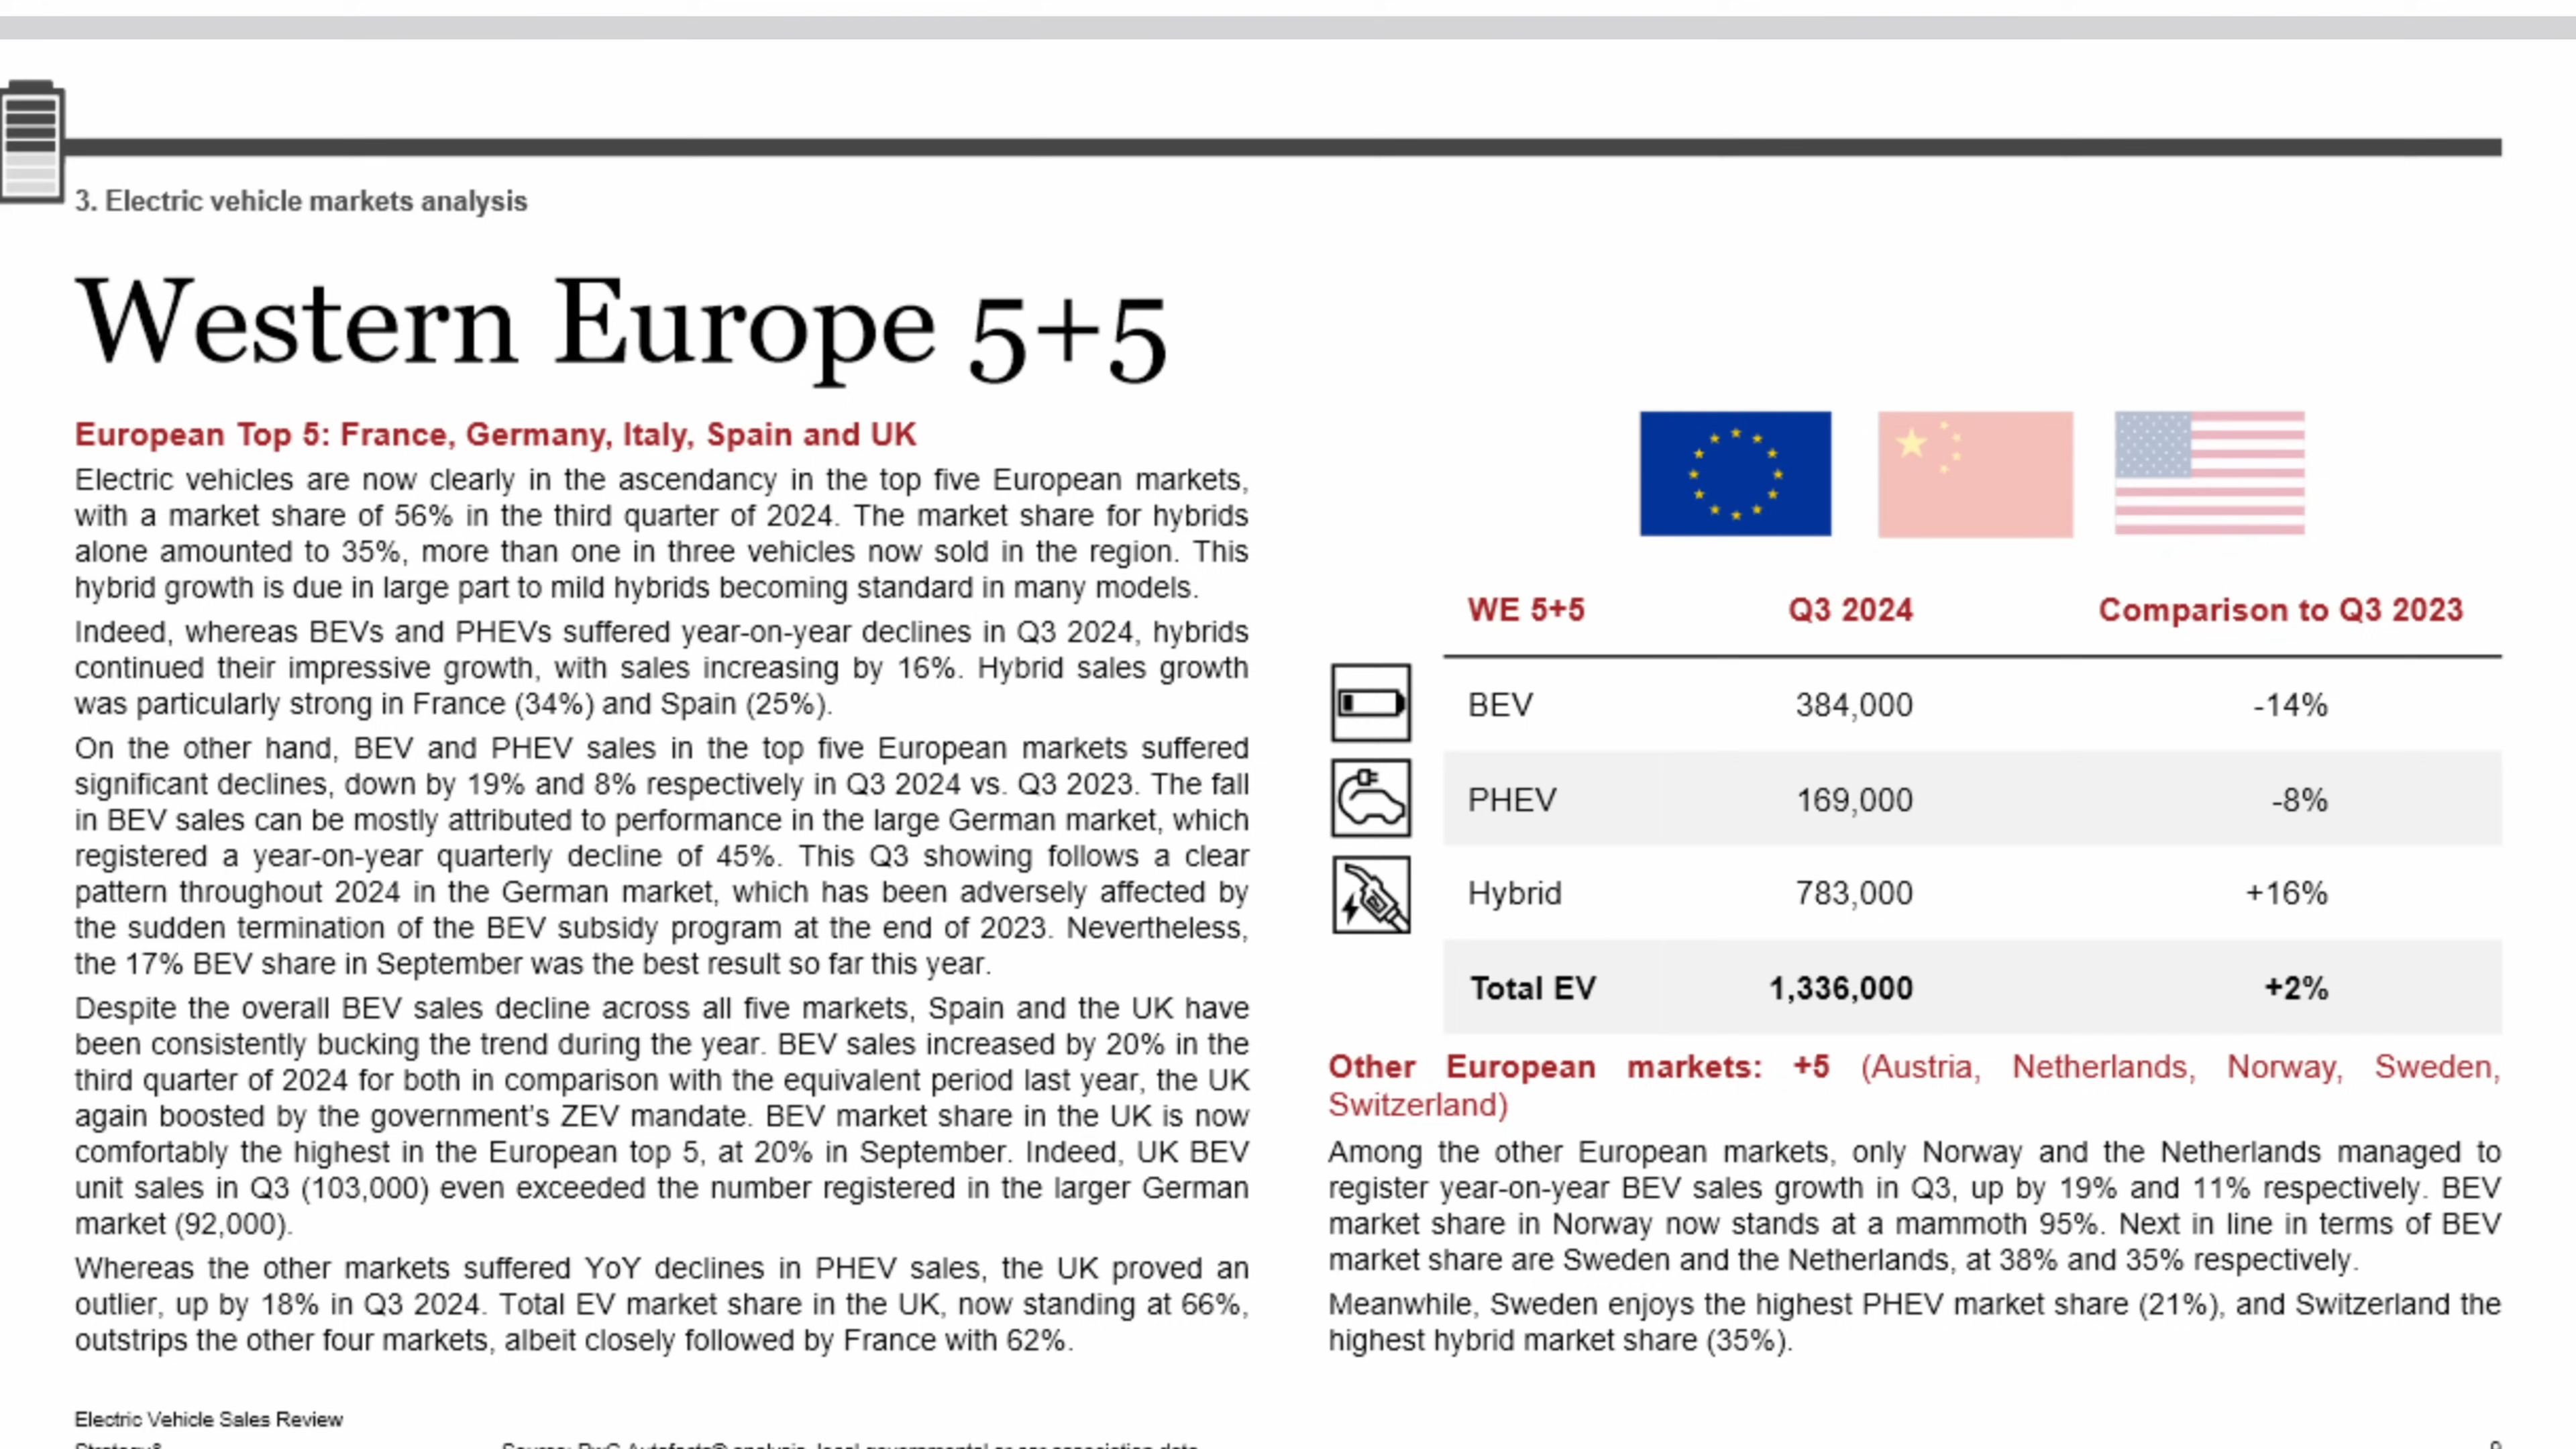 3. Electric vehicle markets analysis
Western Europe 5+5
European Top 5: France, Germany, Italy, Spain and UK
Electric vehicles are now clearly in the ascendancy in the top five European markets,
with a market share of 56% in the third quarter of 2024. The market share for hybrids
alone amounted to 35%, more than one in three vehicles now sold in the region. This
hybrid growth is due in large part to mild hybrids becoming standard in many models.
Indeed, whereas BEVs and PHEVs suffered year-on-year declines in Q3 2024, hybrids
continued their impressive growth, with sales increasing by 16%. Hybrid sales growth
was particularly strong in France (34%) and Spain (25%).
On the other hand, BEV and PHEV sales in the top five European markets suffered
significant declines, down by 19% and 8% respectively in Q3 2024 vs. Q3 2023. The fall
in BEV sales can be mostly attributed to performance in the large German market, which
registered a year-on-year quarterly decline of 45%. This Q3 showing follows a clear
pattern throughout 2024 in the German market, which has been adversely affected by
the sudden termination of the BEV subsidy program at the end of 2023. Nevertheless,
the 17% BEV share in September was the best result so far this year.
Despite the overall BEV sales decline across all five markets, Spain and the UK have
been consistently bucking the trend during the year. BEV sales increased by 20% in the
third quarter of 2024 for both in comparison with the equivalent period last year, the UK
again boosted by the government's ZEV mandate. BEV market share in the UK is now
comfortably the highest in the European top 5, at 20% in September. Indeed, UK BEV
unit sales in Q3 (103,000) even exceeded the number registered in the larger German
market (92,000).
Whereas the other markets suffered YoY declines in PHEV sales, the UK proved an
outlier, up by 18% in Q3 2024. Total EV market share in the UK, now standing at 66%,
outstrips the other four markets, albeit closely followed by France with 62%.
WE 5+5 Q3 2024 Comparison to Q3 2023
BEV 384,000 -14%
PHEV 169,000 -8%
Hybrid 783,000 +16%
Total EV 1,336,000 +2%
Other European markets: +5 (Austria, Netherlands, Norway, Sweden,
Switzerland)
Among the other European markets, only Norway and the Netherlands managed to
register year-on-year BEV sales growth in Q3, up by 19% and 11% respectively. BEV
market share in Norway now stands at a mammoth 95%. Next in line in terms of BEV
market share are Sweden and the Netherlands, at 38% and 35% respectively.
Meanwhile, Sweden enjoys the highest PHEV market share (21%), and Switzerland the
highest hybrid market share (35%).
Electric Vehicle Sales Review
Strategy& Source: PwC Autofacts® analysis, local governmental or car association data